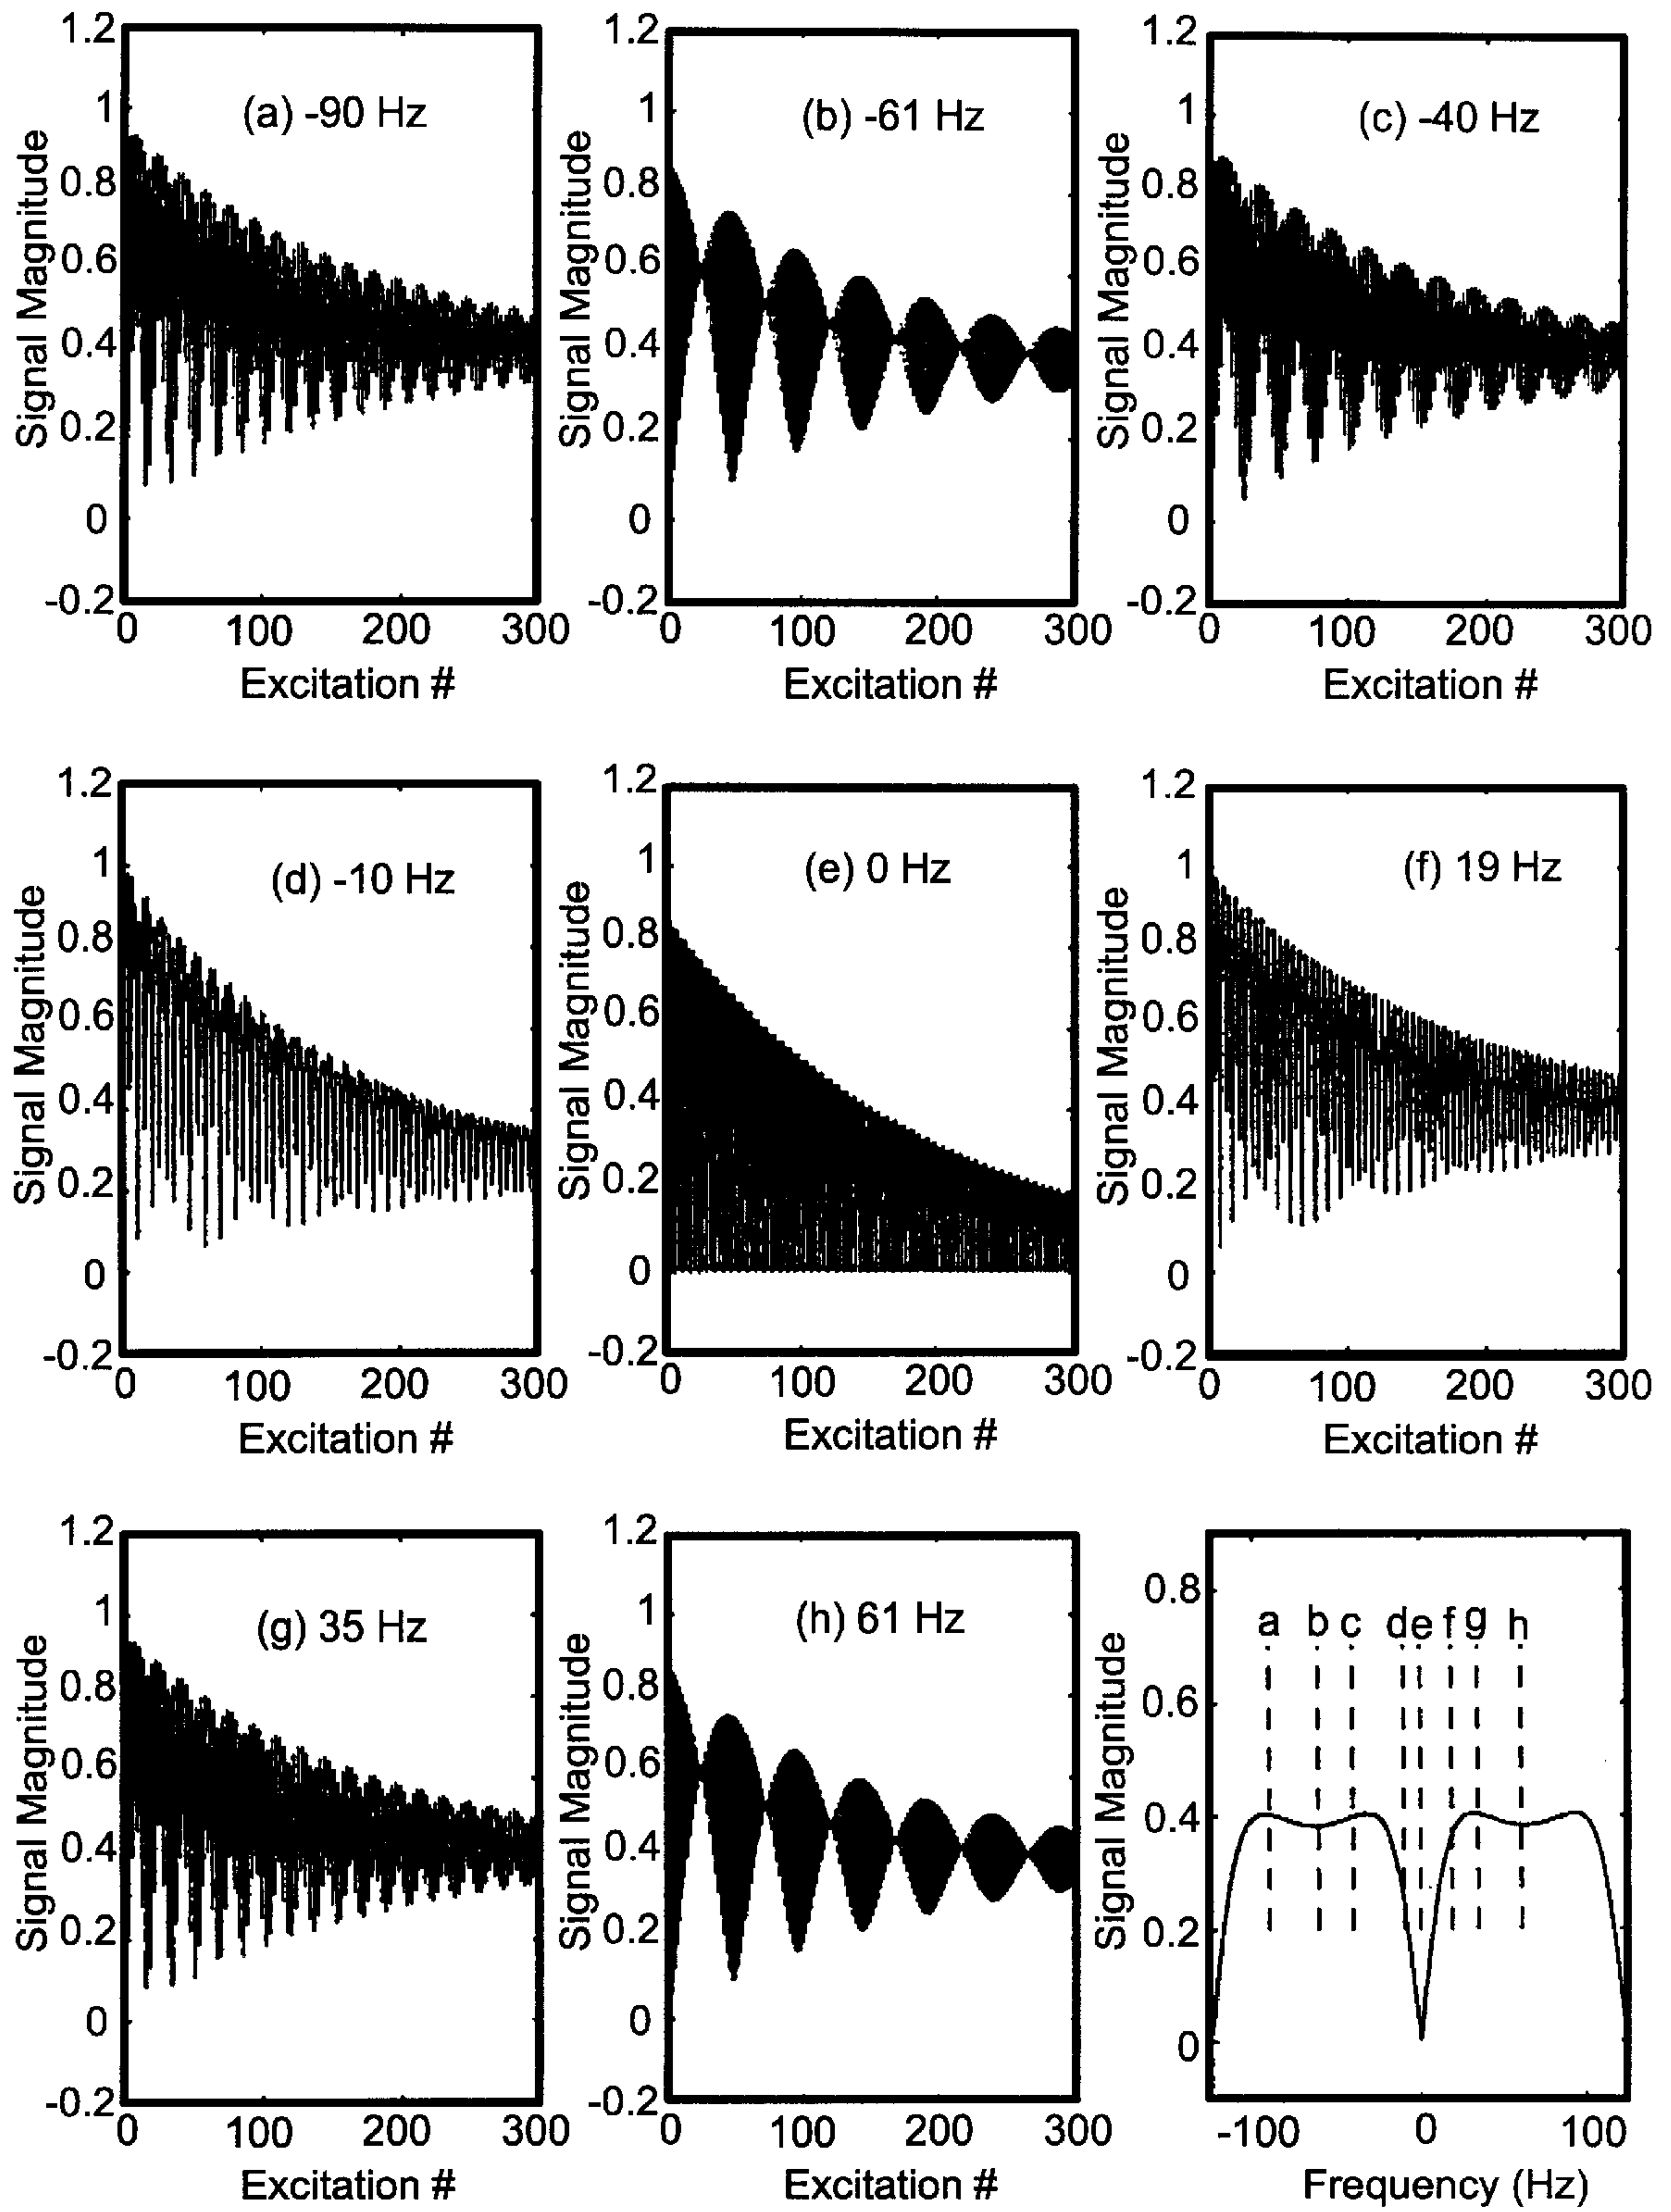 1.2
1
0.8
0.6
0.4
0.2
0
-0.2
Signal Magnitude
(a) -90 Hz
0 100 200 300
Excitation #
1.2
1
0.8
0.6
0.4
0.2
0
-0.2
Signal Magnitude
(b) -61 Hz
0 100 200 300
Excitation #
1.2
1
0.8
0.6
0.4
0.2
0
-0.2
Signal Magnitude
(c) -40 Hz
0 100 200 300
Excitation #
1.2
1
0.8
0.6
0.4
0.2
0
-0.2
Signal Magnitude
(d) -10 Hz
0 100 200 300
Excitation #
1.2
1
0.8
0.6
0.4
0.2
0
-0.2
Signal Magnitude
(e) 0 Hz
0 100 200 300
Excitation #
1.2
1
0.8
0.6
0.4
0.2
0
-0.2
Signal Magnitude
(f) 19 Hz
0 100 200 300
Excitation #
1.2
1
0.8
0.6
0.4
0.2
0
-0.2
Signal Magnitude
(g) 35 Hz
0 100 200 300
Excitation #
1.2
1
0.8
0.6
0.4
0.2
0
-0.2
Signal Magnitude
(h) 61 Hz
0 100 200 300
Excitation #
0.8
0.6
0.4
0.2
0
Signal Magnitude
a b c d e f g h
-100 0 100
Frequency (Hz)